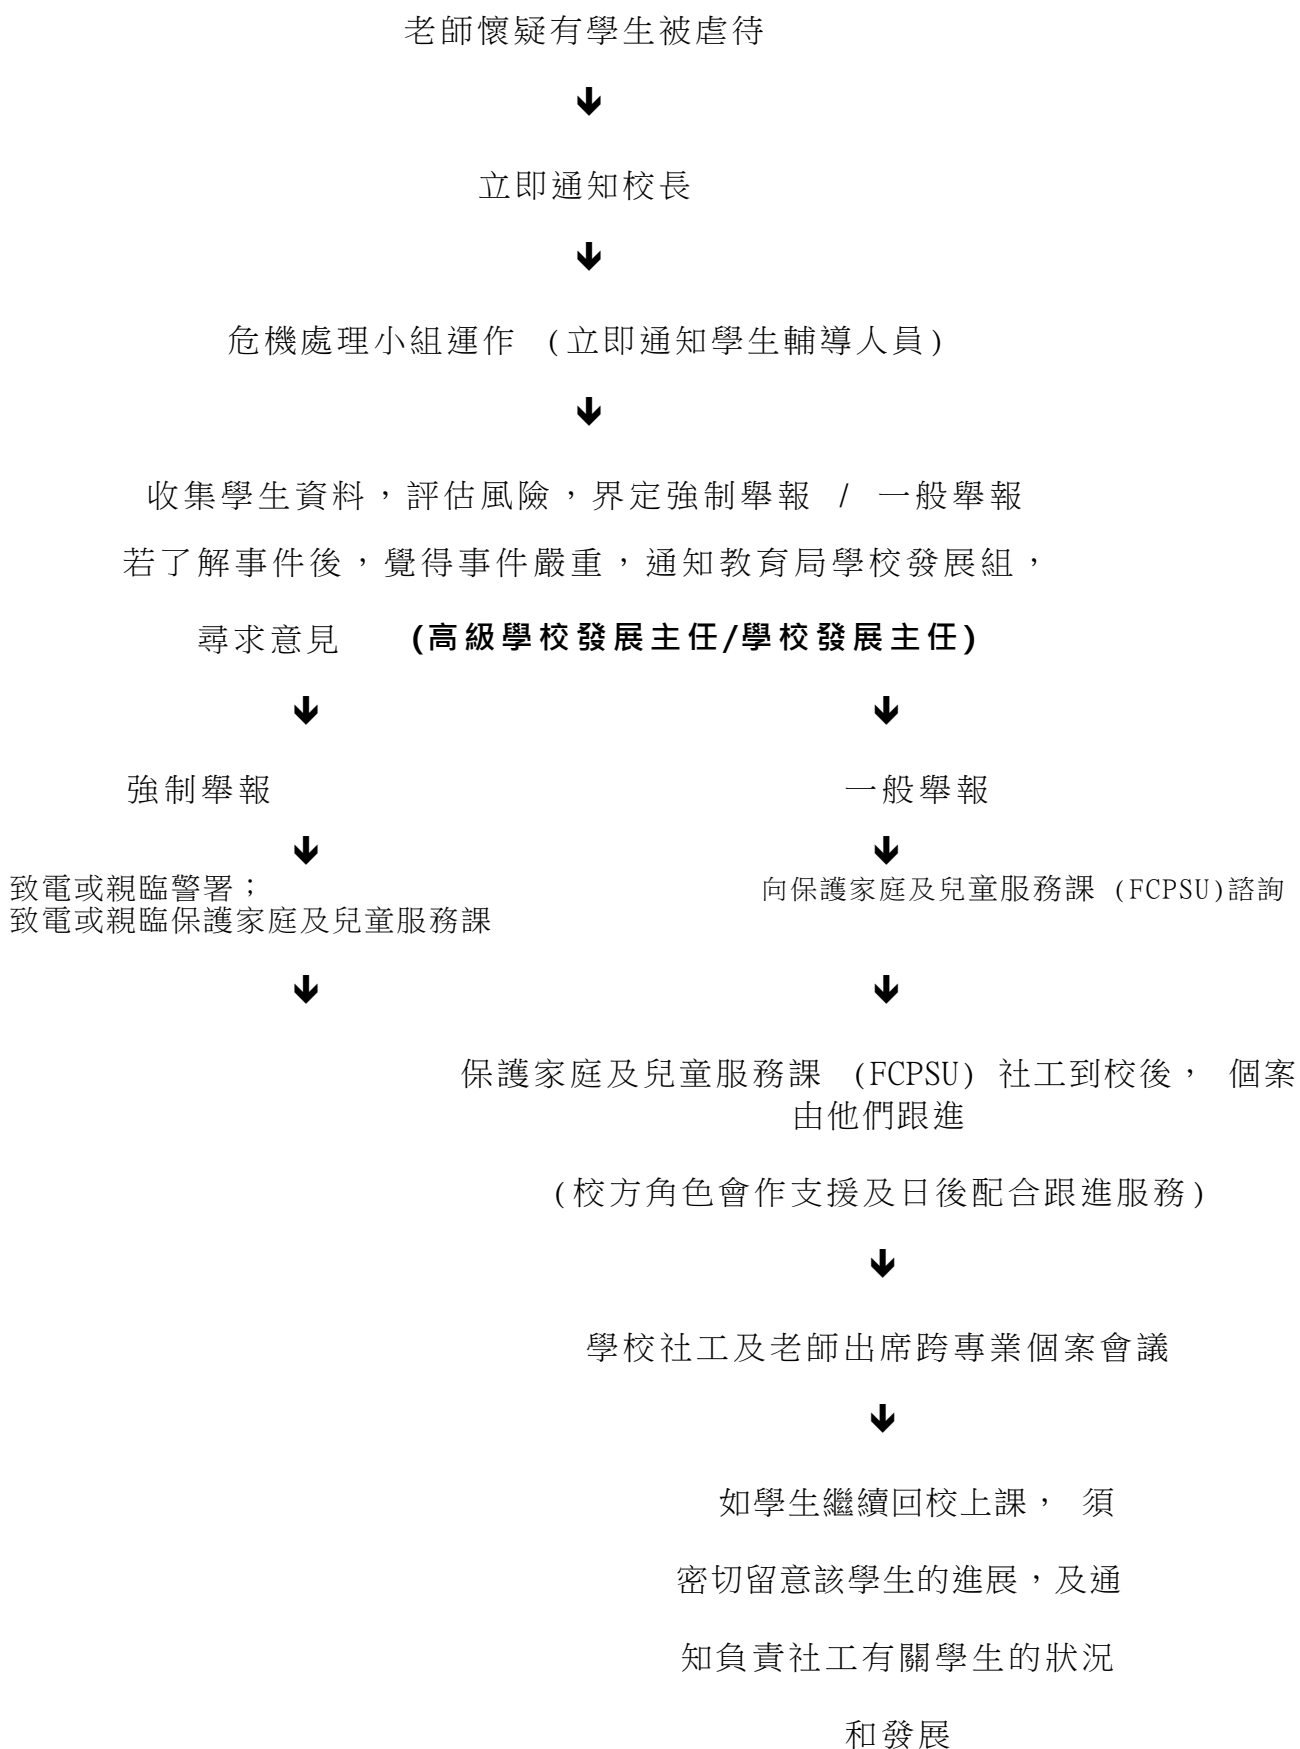 老師懷疑有學生被虐待
🡻
立即通知校長
🡻
危機處理小組運作 (立即通知學生輔導人員)
🡻
收集學生資料，評估風險，界定強制舉報 / 一般舉報
若了解事件後，覺得事件嚴重，通知教育局學校發展組，
尋求意見 (高級學校發展主任/學校發展主任)
🡻 🡻
強制舉報 一般舉報
🡻 🡻
致電或親臨警署； 向保護家庭及兒童服務課 (FCPSU)諮詢
致電或親臨保護家庭及兒童服務課
🡻 🡻
保護家庭及兒童服務課 (FCPSU) 社工到校後， 個案
由他們跟進
(校方角色會作支援及日後配合跟進服務)
🡻
學校社工及老師出席跨專業個案會議
🡻
如學生繼續回校上課， 須
密切留意該學生的進展，及通
知負責社工有關學生的狀況
和發展